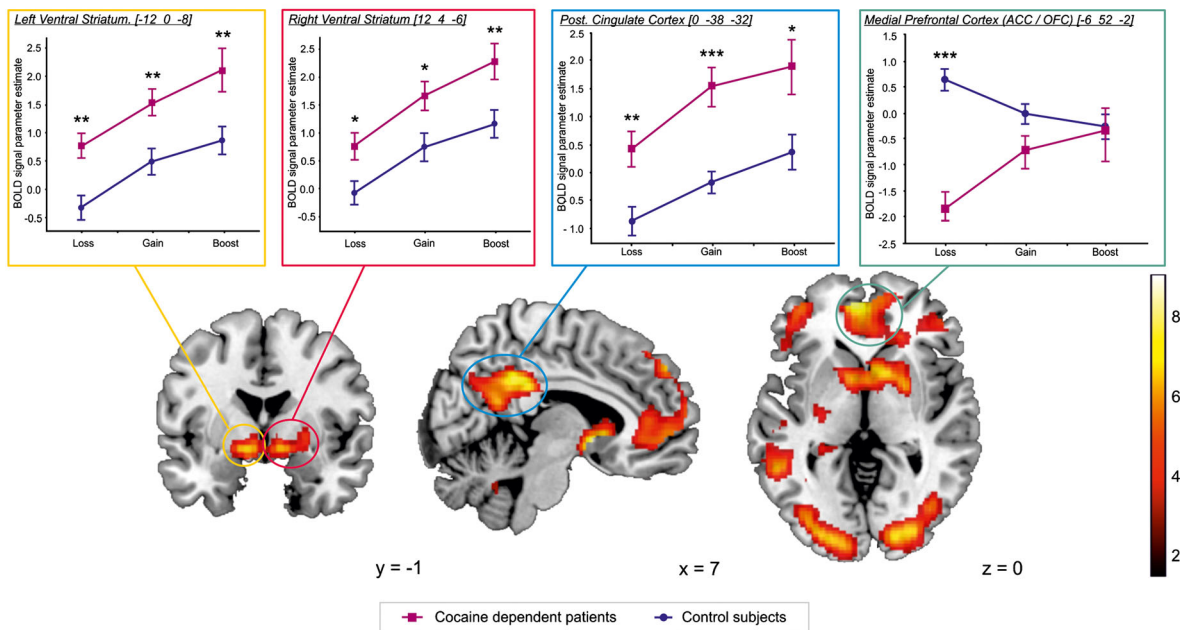 Left Ventral Striatum. [-12 0 -8]
BOLD signal parameter estimate
2.5
2.0
1.5
1.0
0.5
0.0
-0.5
**
**
**
Loss Gain Boost
Right Ventral Striatum [12 4 -6]
BOLD signal parameter estimate
2.5
2.0
1.5
1.0
0.5
0.0
-0.5
*
*
**
Loss Gain Boost
Post. Cingulate Cortex [0 -38 -32]
BOLD signal parameter estimate
2.5
2.0
1.5
1.0
0.5
0.0
-0.5
- 1.0
**
***
*
Loss Gain Boost
Medial Prefrontal Cortex (ACC / OFC) [-6 52 -2]
BOLD signal parameter estimate
1.5
1.0
0.5
0.0
-0.5
-1.0
-1.5
-2.0
-2.5
***
Loss Gain Boost
8
6
4
2
y = -1
x = 7
z = 0
Cocaine dependent patients
Control subjects